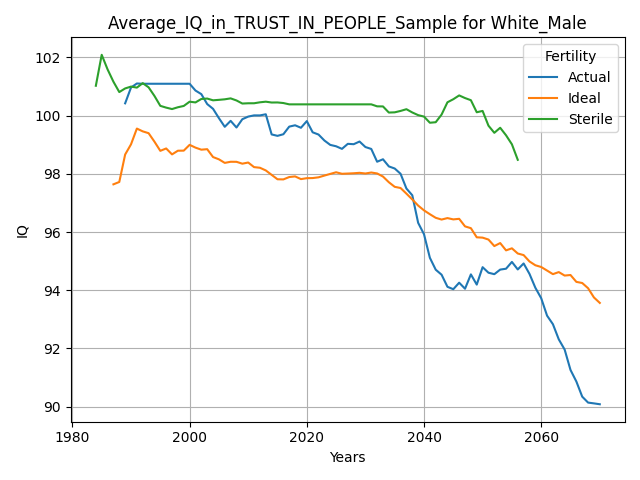 Average_IQ_in_TRUST_IN_PEOPLE_Sample for White_Male
Fertility
Actual
Ideal
Sterile
IQ
102
100
98
96
94
92
90
1980
2000
2020
2040
2060
Years